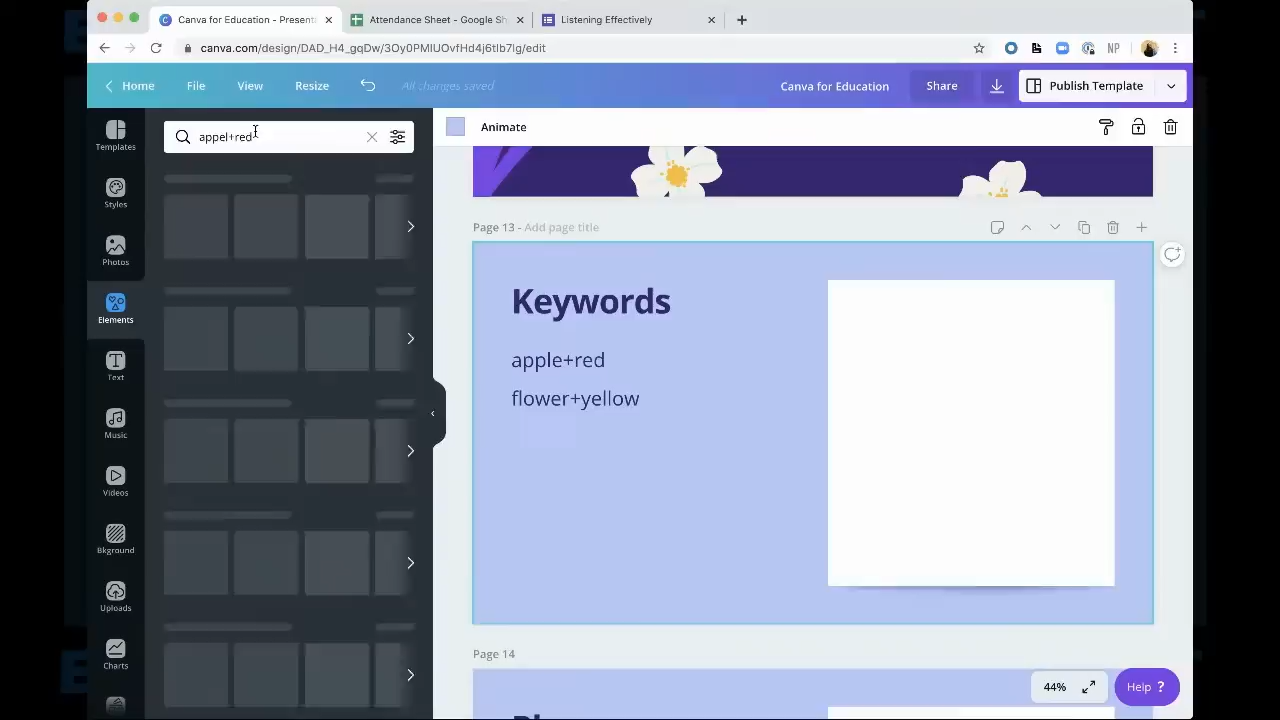 Canva for Education - Present
Attendance Sheet - Google Sh
Listening Effectively
canva.com/design/DAD_H4_gqDw/3Oy0PMIUOvfHd4j6tlb7lg/edit
NP
Home
File
View
Resize
All changes saved
Canva for Education
Share
Publish Template
Templates
Styles
Photos
Elements
Text
Music
Videos
Bkground
Uploads
Charts
appel+red
Animate
Page 13 - Add page title
Keywords
apple+red
flower+yellow
Page 14
44%
Help ?